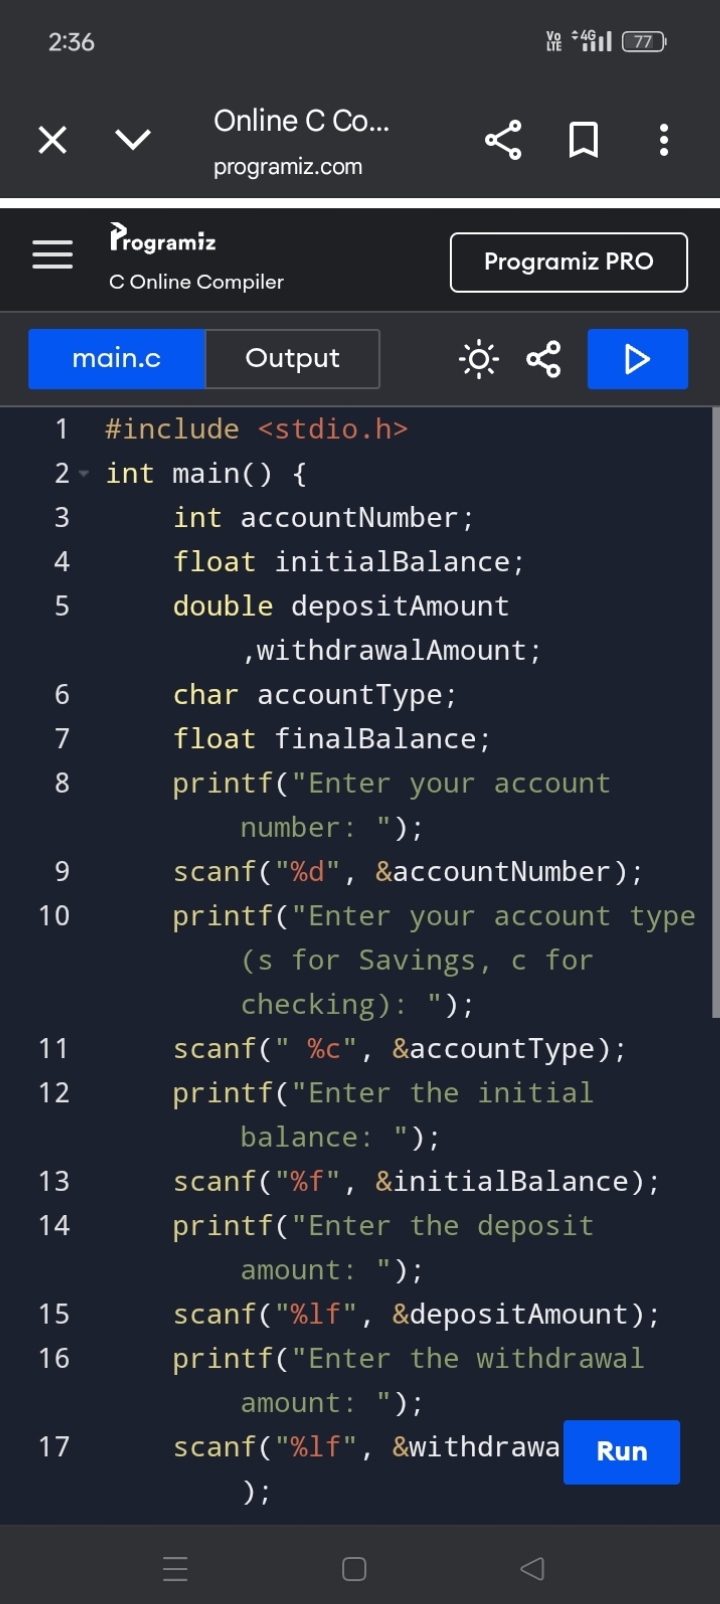 2:36
Vo LTE 4G 77
Online C Co...
programiz.com
Programiz
C Online Compiler
Programiz PRO
main.c Output
1 #include <stdio.h>
2 int main() {
3 int accountNumber;
4 float initialBalance;
5 double depositAmount
,withdrawalAmount;
6 char accountType;
7 float finalBalance;
8 printf("Enter your account
number: ");
9 scanf("%d", &accountNumber);
10 printf("Enter your account type
(s for Savings, c for
checking): ");
11 scanf(" %c", &accountType);
12 printf("Enter the initial
balance: ");
13 scanf("%f", &initialBalance);
14 printf("Enter the deposit
amount: ");
15 scanf("%lf", &depositAmount);
16 printf("Enter the withdrawal
amount: ");
17 scanf("%lf", &withdrawa
);
Run